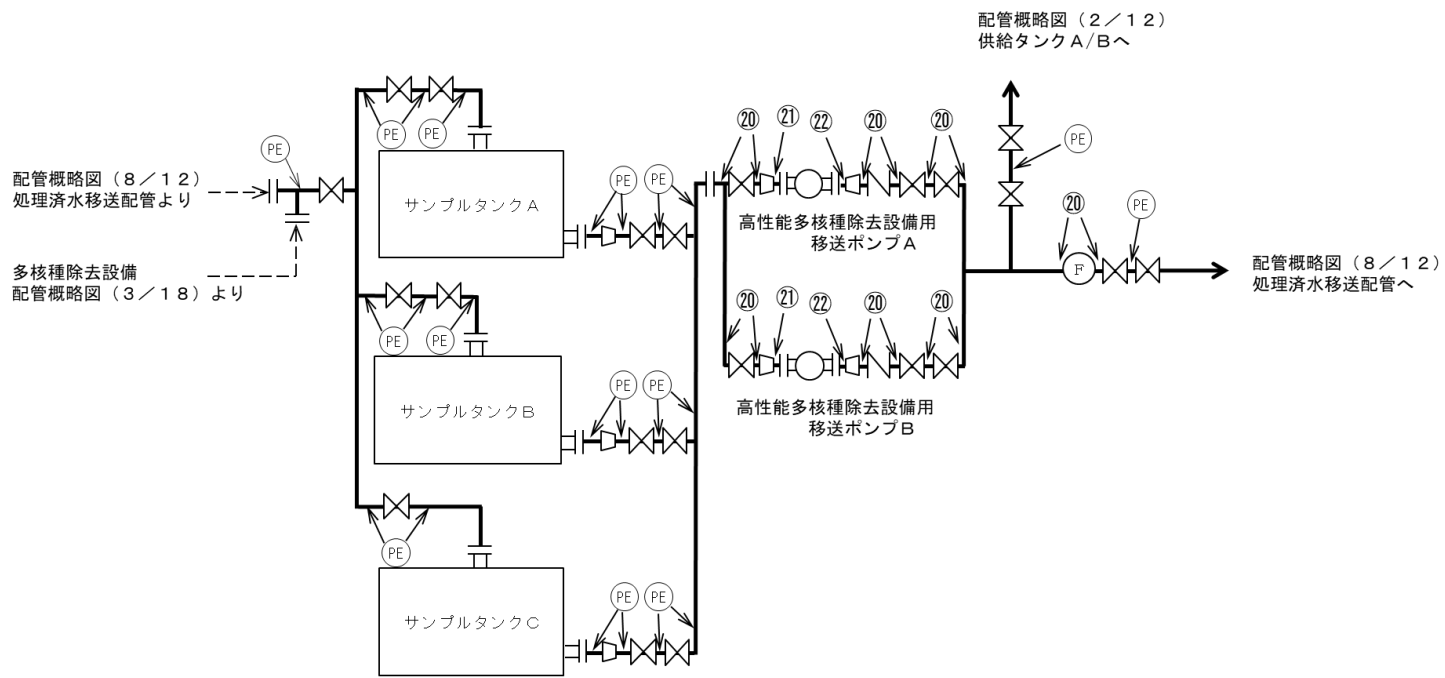 配管概略図(2/12)
供給タンクA/Bへ
PE PE
PE
配管概略図(8/12)
処理済水移送配管より
多核種除去設備
配管概略図(3/18)より
サンプルタンクA
PE PE
⑳ ㉑ ㉒ ⑳ ⑳
高性能多核種除去設備用
移送ポンプA
PE
⑳ PE
F
配管概略図(8/12)
処理済水移送配管へ
PE PE
サンプルタンクB
PE PE
⑳ ㉑ ㉒ ⑳ ⑳
高性能多核種除去設備用
移送ポンプB
PE
サンプルタンクC
PE PE